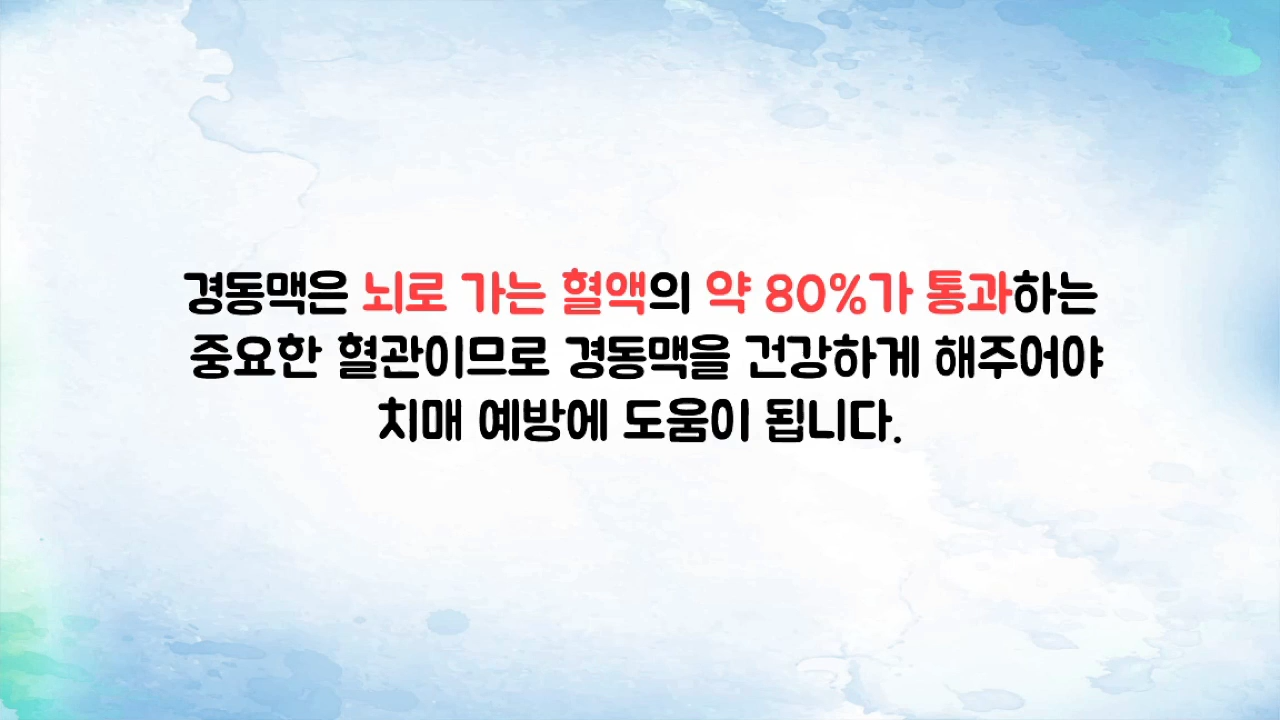 경동맥은 뇌로 가는 혈액의 약 80%가 통과하는
중요한 혈관이므로 경동맥을 건강하게 해주어야
치매 예방에 도움이 됩니다.